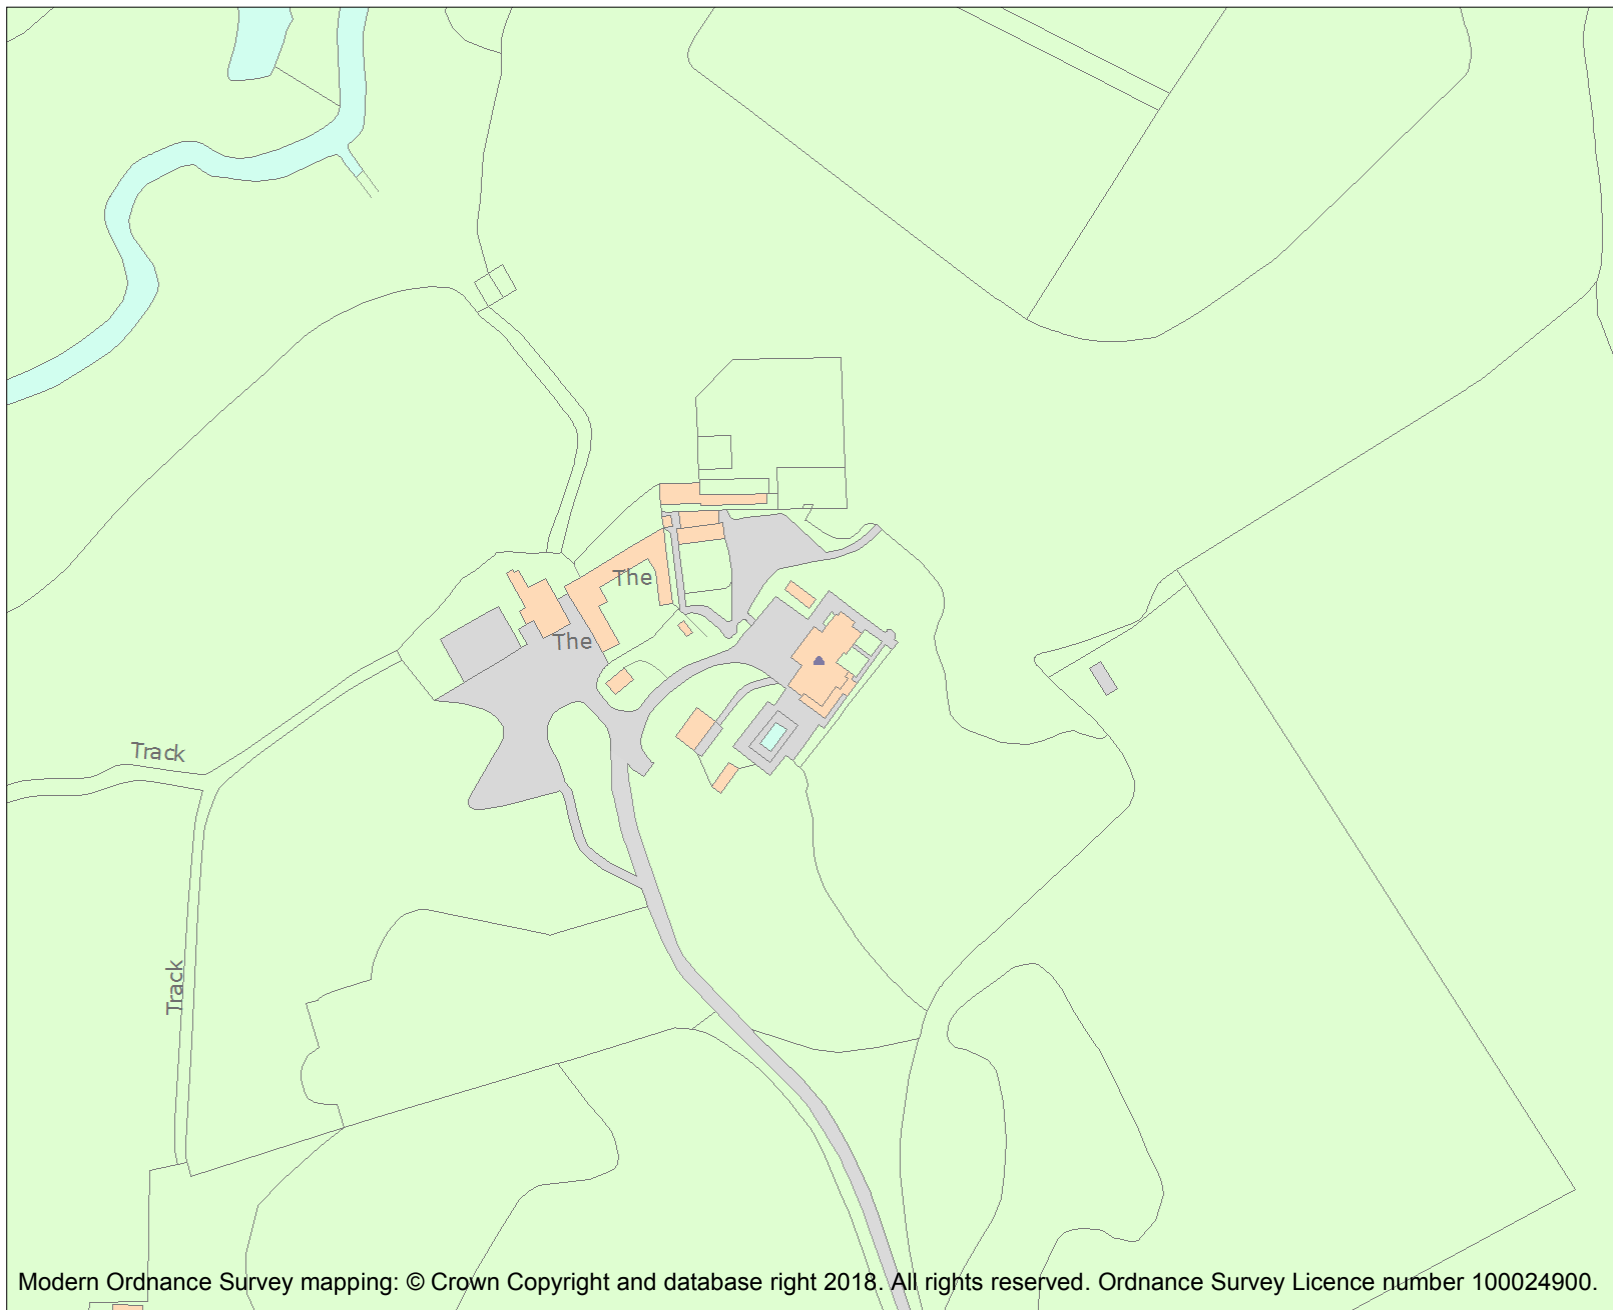 The
The
Track
Track
Modern Ordnance Survey mapping: © Crown Copyright and database right 2018. All rights reserved. Ordnance Survey Licence number 100024900.